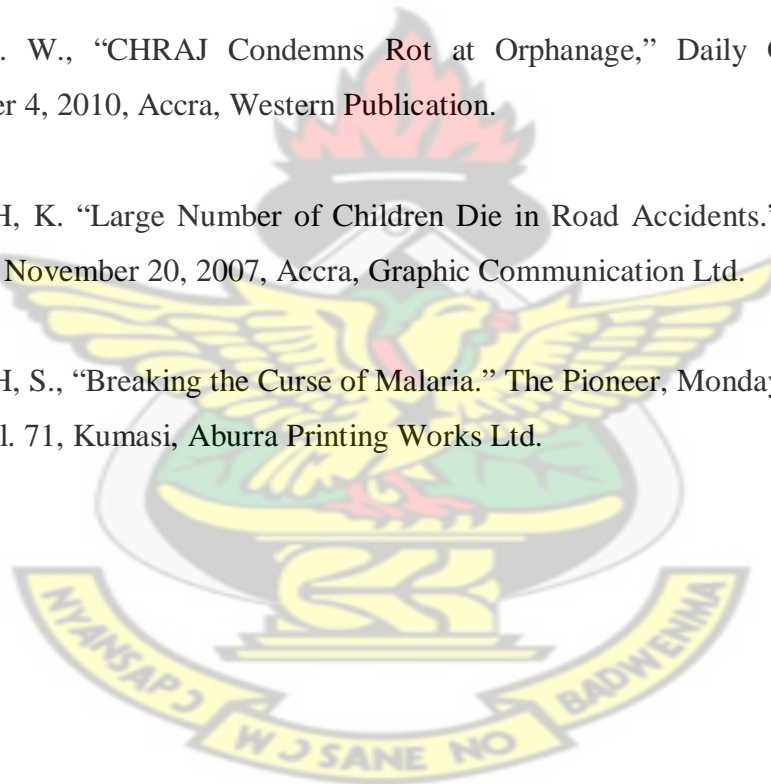 . W., “CHRAJ Condemns Rot at Orphanage,” Daily
er 4, 2010, Accra, Western Publication.
H, K. “Large Number of Children Die in Road Accidents.”
November 20, 2007, Accra, Graphic Communication Ltd.
H, S., “Breaking the Curse of Malaria.” The Pioneer, Monday
l. 71, Kumasi, Aburra Printing Works Ltd.
NYANSAPƆ WƆSANE NO BADWENMA